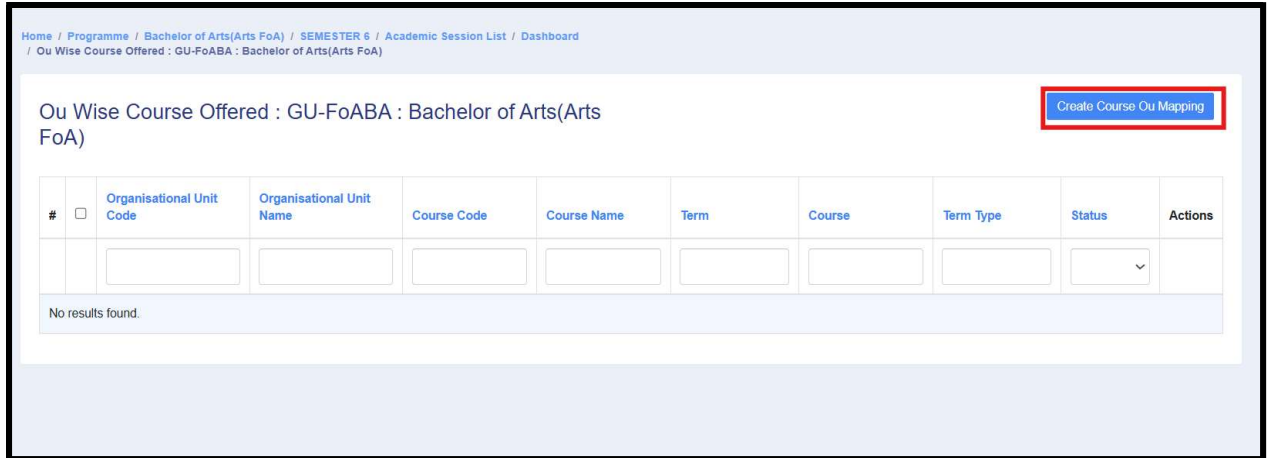 Home / Programme / Bachelor of Arts(Arts FoA) / SEMESTER 6 / Academic Session List / Dashboard
/ Ou Wise Course Offered : GU-FoABA : Bachelor of Arts(Arts FoA)
Ou Wise Course Offered : GU-FoABA : Bachelor of Arts(Arts
FoA)
Create Course Ou Mapping
# Organisational Unit Code Organisational Unit Name Course Code Course Name Term Course Term Type Status Actions
No results found.